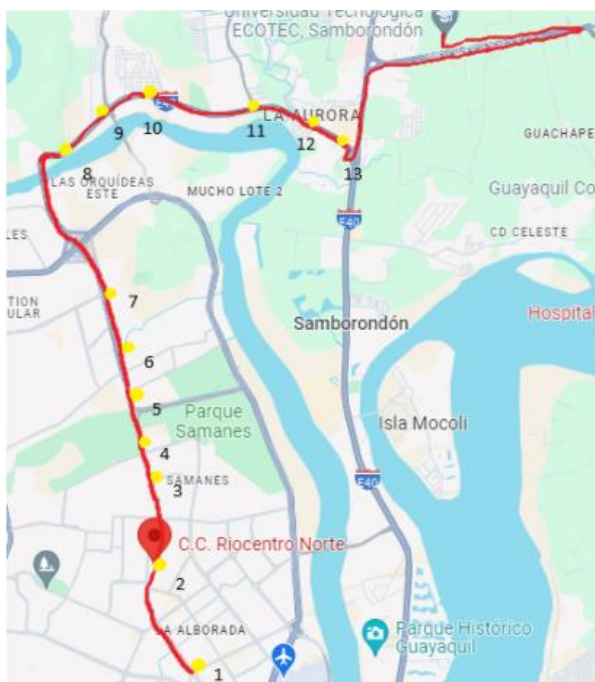 Universidad Tecnológica
ECOTEC, Samborondón
E40
9
10
11
LA AURORA
12
13
8
GUACHAPE
LAS ORQUÍDEAS
ESTE
MUCHO LOTE 2
Guayaquil Co
E40
CD CELESTE
LES
7
TION
ULAR
Samborondón
Hospital
6
5
Parque
Samanes
Isla Mocoli
4
3
SAMANES
E40
C.C. Riocentro Norte
2
LA ALBORADA
Parque Histórico
Guayaquil
1